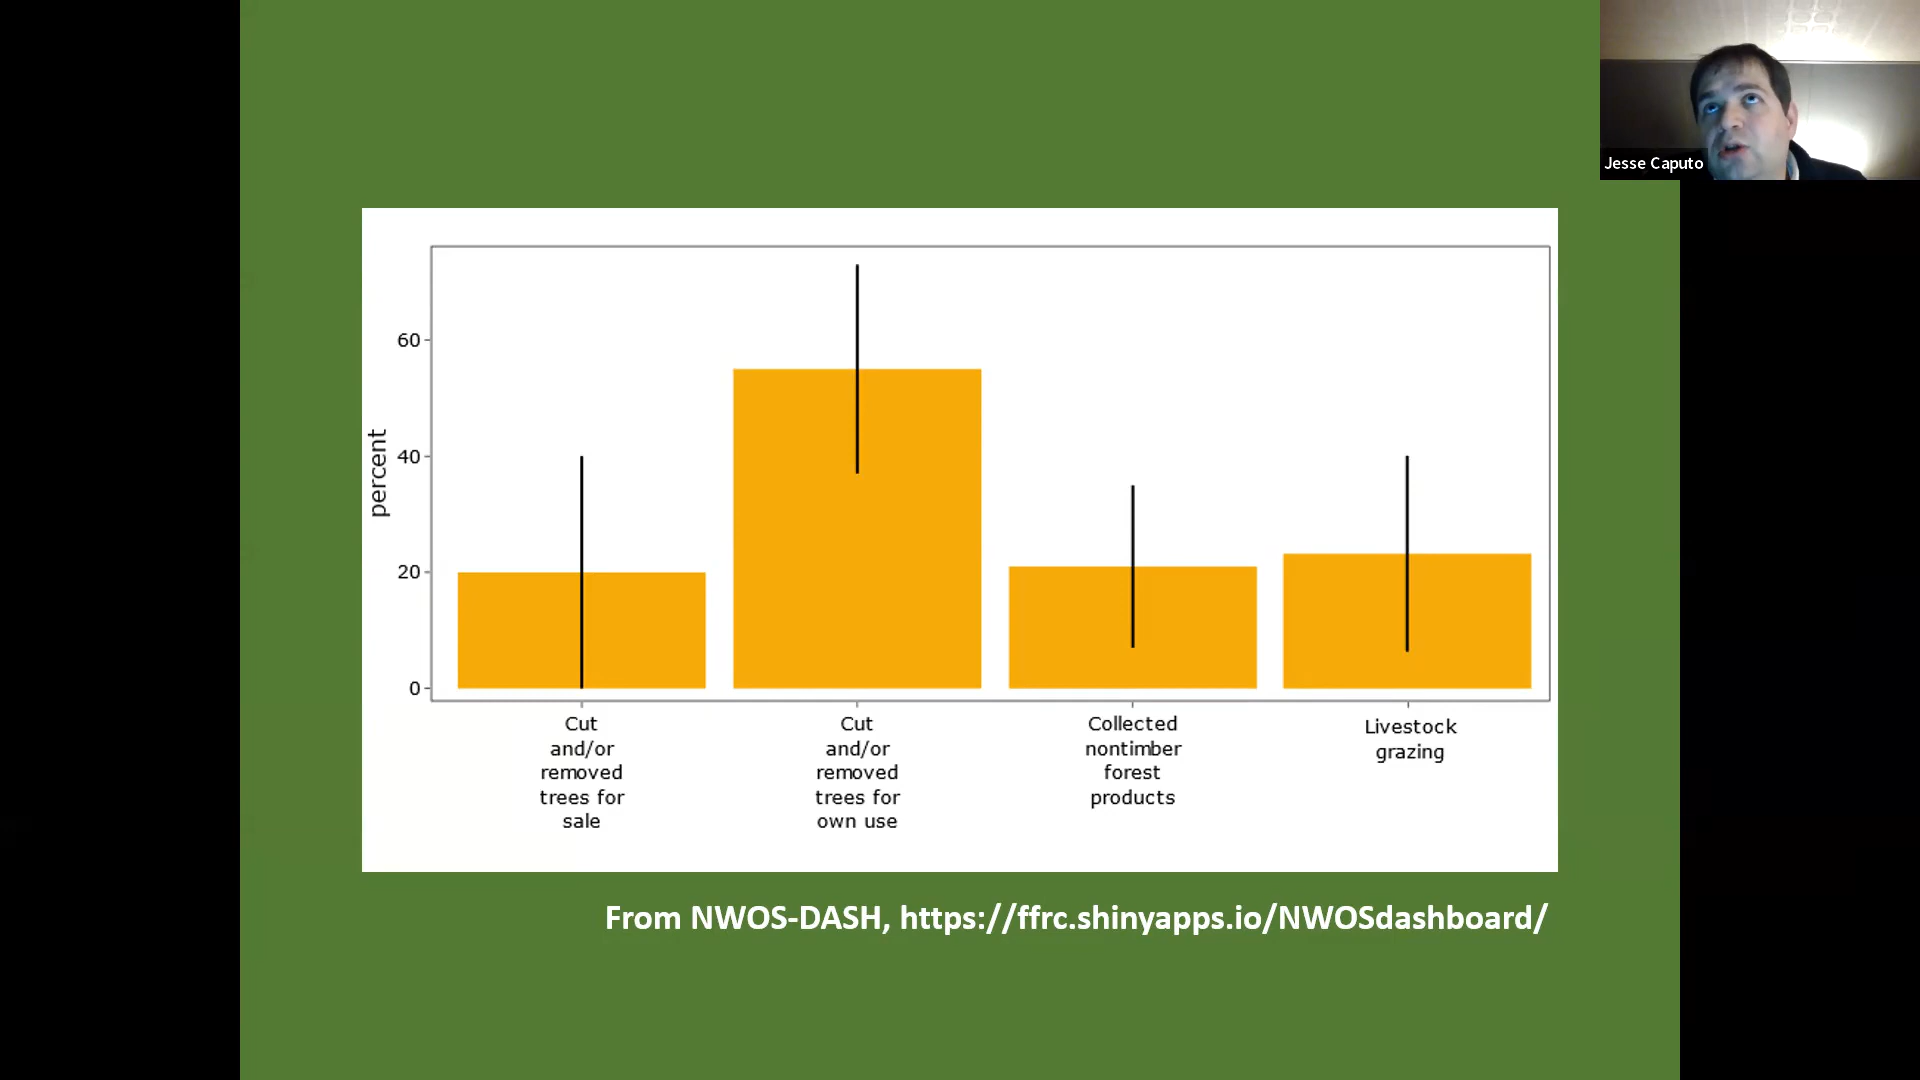 Jesse Caputo
percent
60
40
20
0
Cut
and/or
removed
trees for
sale
Cut
and/or
removed
trees for
own use
Collected
nontimber
forest
products
Livestock
grazing
From NWOS-DASH, https://ffrc.shinyapps.io/NWOSdashboard/